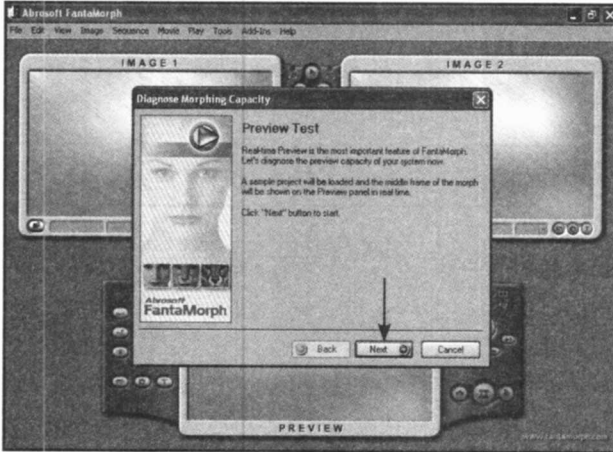 Abrosoft FantaMorph
File Edit View Image Sequence Movie Play Tools Add-Ins Help
IMAGE 1
IMAGE 2
Diagnose Morphing Capacity
Preview Test
Real-time Preview is the most important feature of FantaMorph.
Let's diagnose the preview capacity of your system now.
A sample project will be loaded and the middle frame of the morph
will be shown on the Preview panel in real time.
Click "Next" button to start.
Abrosoft
FantaMorph
Back Next Cancel
PREVIEW